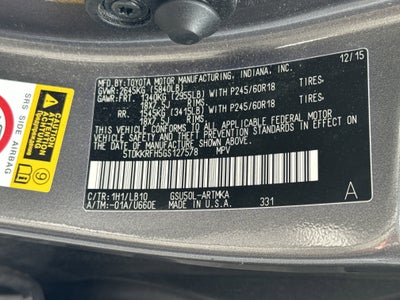 MFD. BY:TOYOTA MOTOR MANUFACTURING, INDIANA, INC. 12/15
GVWR: 2645KG (5840LB)
GAWR: FRT. 1340KG (2955LB) WITH P245/60R18 TIRES,
18X7.5J RIMS,
RR. 1545KG (3415LB) WITH P245/60R18 TIRES,
18X7.5J RIMS,
THIS VEHICLE CONFORMS TO ALL APPLICABLE FEDERAL MOTOR
VEHICLE SAFETY AND THEFT PREVENTION STANDARDS IN EFFECT ON
THE DATE OF MANUFACTURE SHOWN ABOVE.
5TDKKRFH5GS127578 MPV
C/TR: 1H1/LB10 GSU50L-ARTMKA A
A/TM:-01A/U660E MADE IN U.S.A. 331
SRS SIDE AIRBAG
9